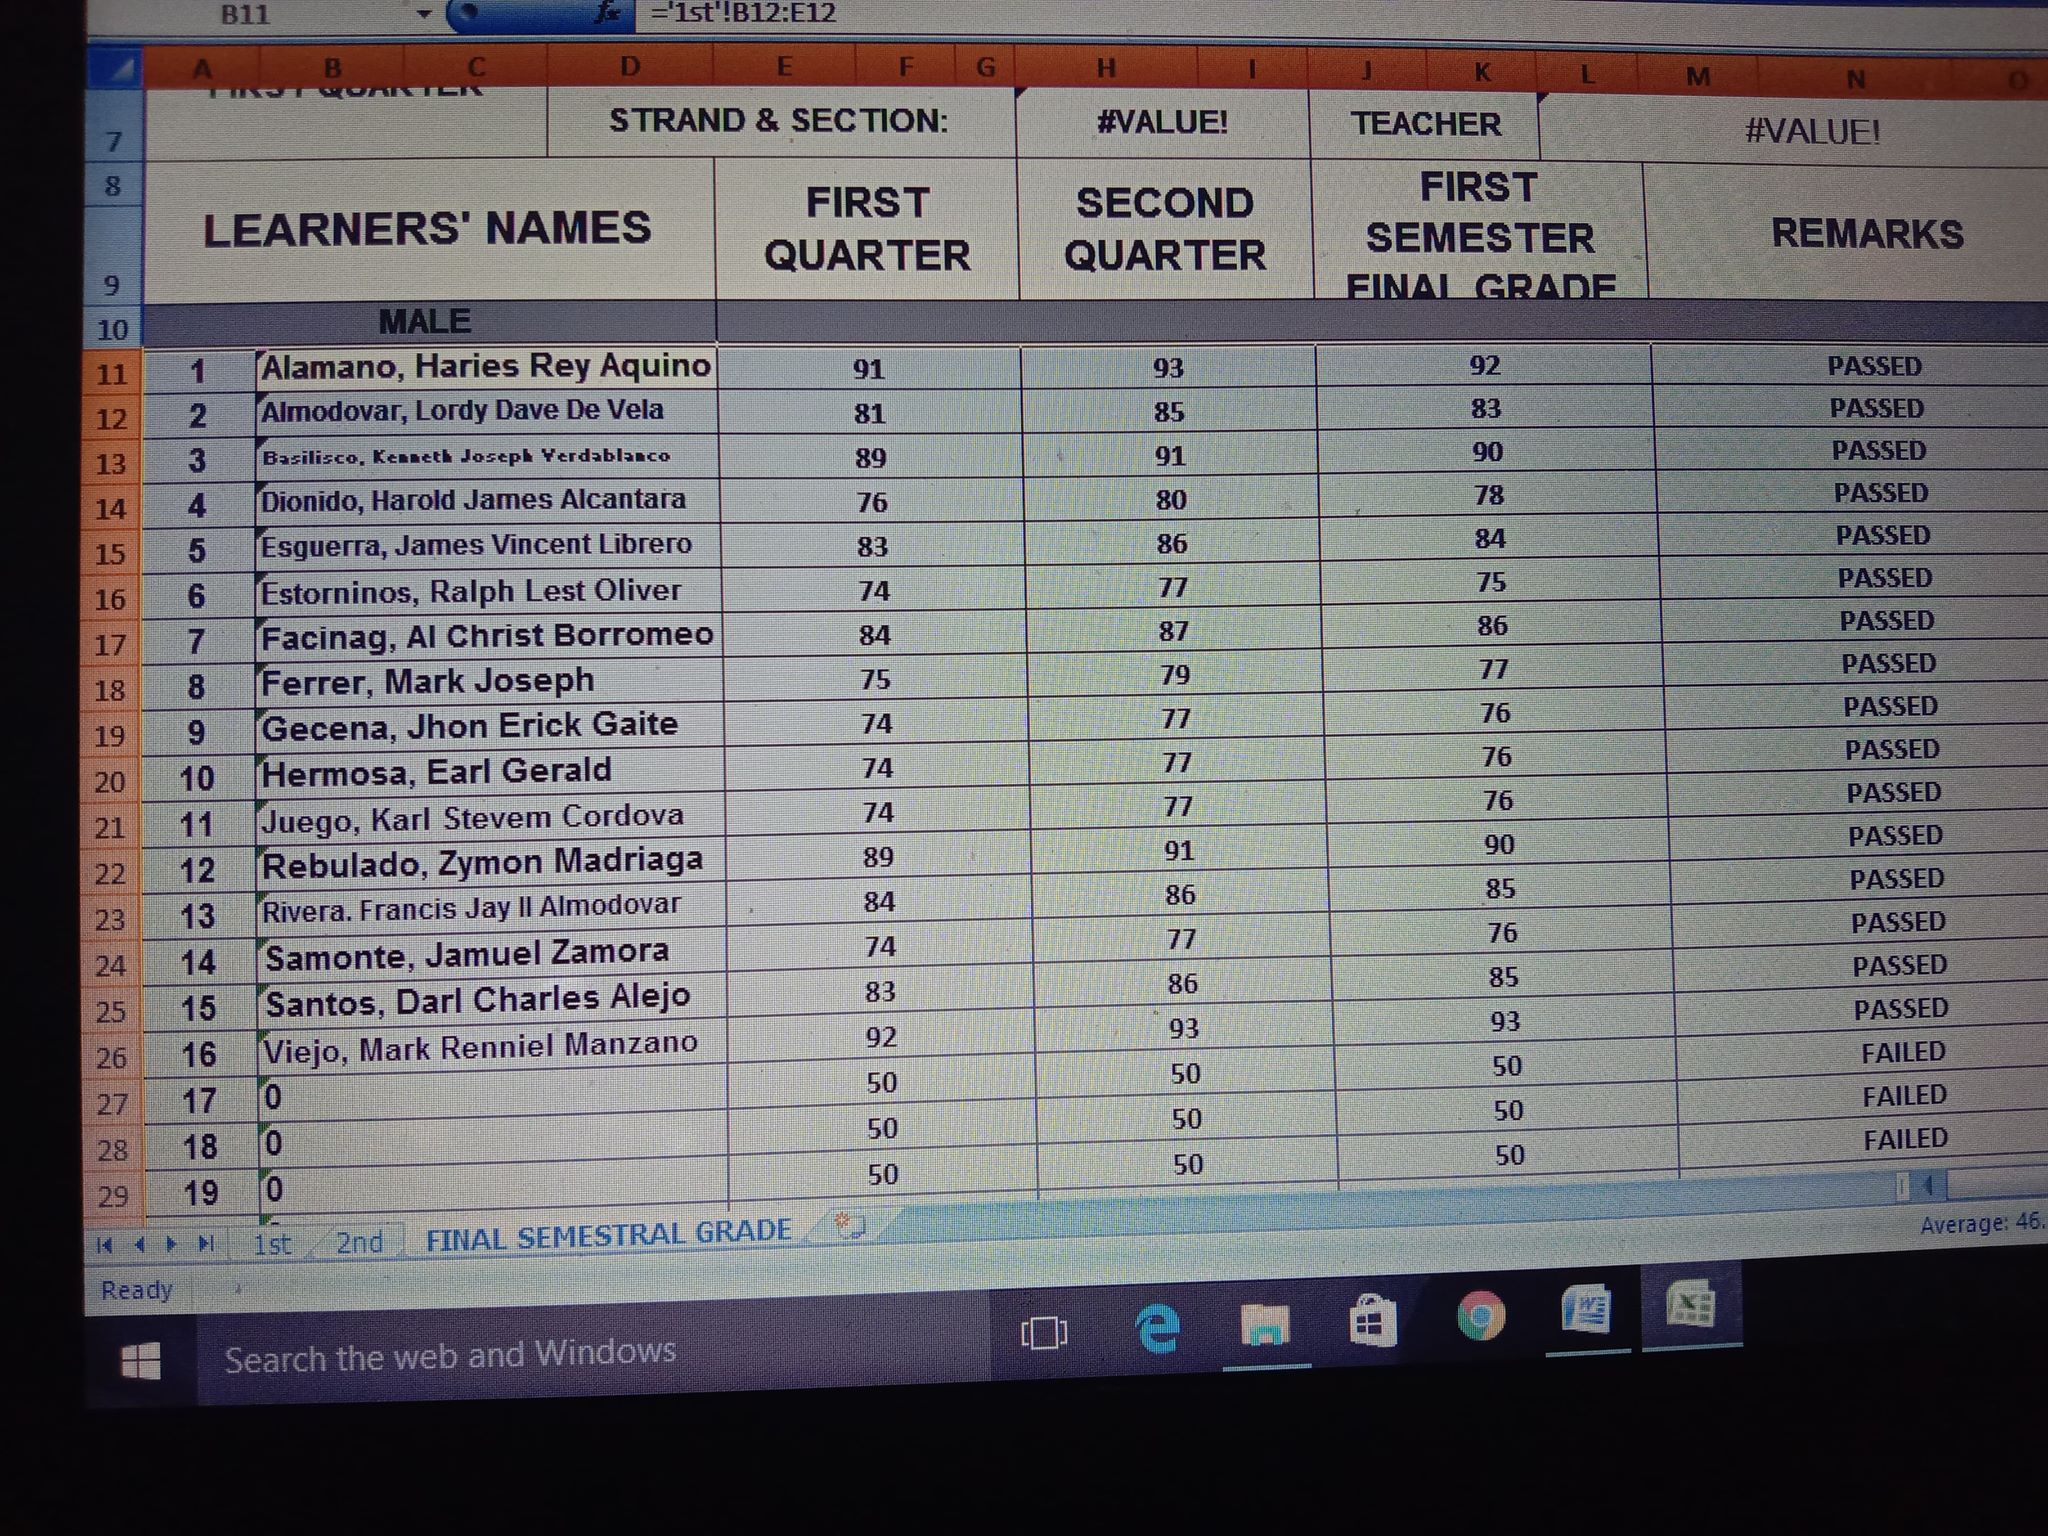 B11 fx ='1st'!B12:E12
A B C D E F G H I J K L M N O
FIRST QUARTER
7 STRAND & SECTION: #VALUE! TEACHER #VALUE!
8 LEARNERS' NAMES FIRST QUARTER SECOND QUARTER FIRST SEMESTER FINAL GRADE REMARKS
9
10 MALE
11 1 Alamano, Haries Rey Aquino 91 93 92 PASSED
12 2 Almodovar, Lordy Dave De Vela 81 85 83 PASSED
13 3 Basilisco, Kenneth Joseph Verdablanco 89 91 90 PASSED
14 4 Dionido, Harold James Alcantara 76 80 78 PASSED
15 5 Esguerra, James Vincent Librero 83 86 84 PASSED
16 6 Estorninos, Ralph Lest Oliver 74 77 75 PASSED
17 7 Facinag, Al Christ Borromeo 84 87 86 PASSED
18 8 Ferrer, Mark Joseph 75 79 77 PASSED
19 9 Gecena, Jhon Erick Gaite 74 77 76 PASSED
20 10 Hermosa, Earl Gerald 74 77 76 PASSED
21 11 Juego, Karl Stevem Cordova 74 77 76 PASSED
22 12 Rebulado, Zymon Madriaga 89 91 90 PASSED
23 13 Rivera. Francis Jay II Almodovar 84 86 85 PASSED
24 14 Samonte, Jamuel Zamora 74 77 76 PASSED
25 15 Santos, Darl Charles Alejo 83 86 85 PASSED
26 16 Viejo, Mark Renniel Manzano 92 93 93 PASSED
27 17 0 50 50 50 FAILED
28 18 0 50 50 50 FAILED
29 19 0 50 50 50 FAILED
1st 2nd FINAL SEMESTRAL GRADE
Ready Average: 46.
Search the web and Windows